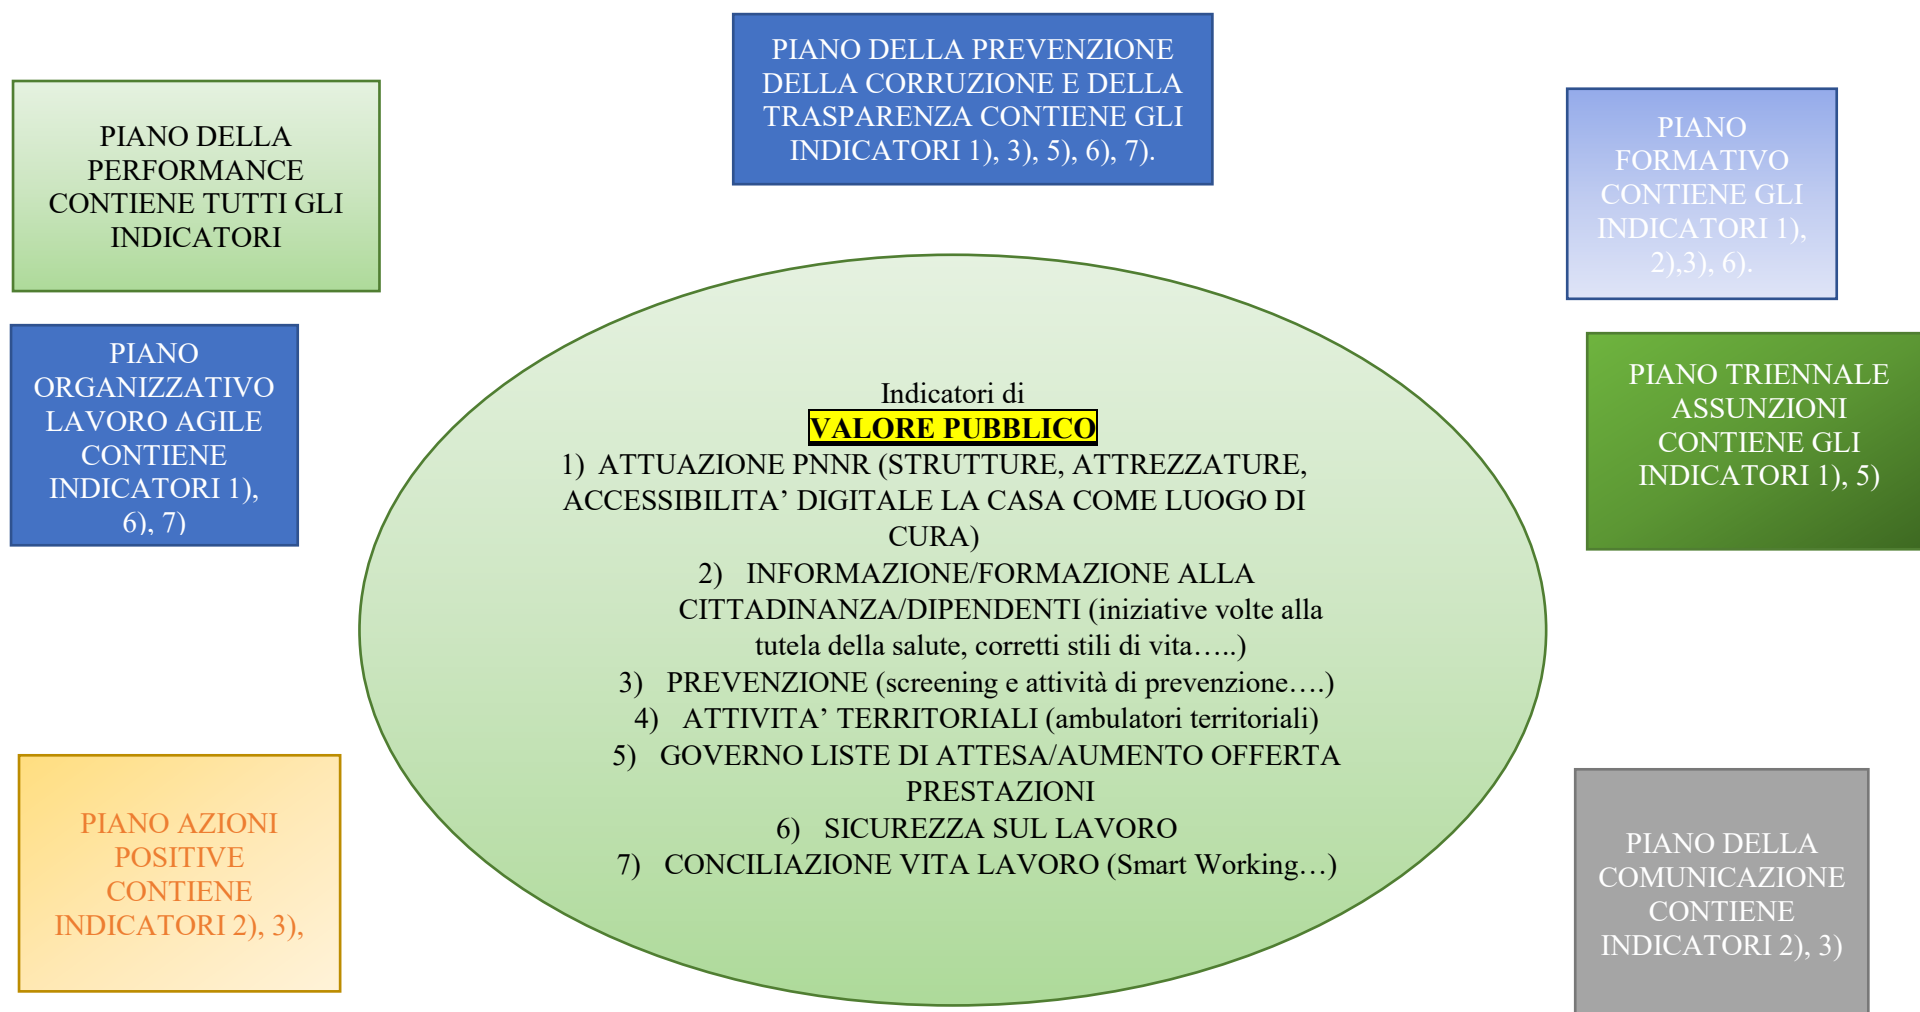 PIANO DELLA PREVENZIONE
DELLA CORRUZIONE E DELLA
TRASPARENZA CONTIENE GLI
INDICATORI 1), 3), 5), 6), 7).
PIANO DELLA
PERFORMANCE
CONTIENE TUTTI GLI
INDICATORI
PIANO
FORMATIVO
CONTIENE GLI
INDICATORI 1),
2),3), 6).
PIANO
ORGANIZZATIVO
LAVORO AGILE
CONTIENE
INDICATORI 1),
6), 7)
PIANO TRIENNALE
ASSUNZIONI
CONTIENE GLI
INDICATORI 1), 5)
Indicatori di
VALORE PUBBLICO
1) ATTUAZIONE PNNR (STRUTTURE, ATTREZZATURE,
ACCESSIBILITA’ DIGITALE LA CASA COME LUOGO DI
CURA)
2) INFORMAZIONE/FORMAZIONE ALLA
CITTADINANZA/DIPENDENTI (iniziative volte alla
tutela della salute, corretti stili di vita…..)
3) PREVENZIONE (screening e attività di prevenzione….)
4) ATTIVITA’ TERRITORIALI (ambulatori territoriali)
5) GOVERNO LISTE DI ATTESA/AUMENTO OFFERTA
PRESTAZIONI
6) SICUREZZA SUL LAVORO
7) CONCILIAZIONE VITA LAVORO (Smart Working…)
PIANO AZIONI
POSITIVE
CONTIENE
INDICATORI 2), 3),
PIANO DELLA
COMUNICAZIONE
CONTIENE
INDICATORI 2), 3)